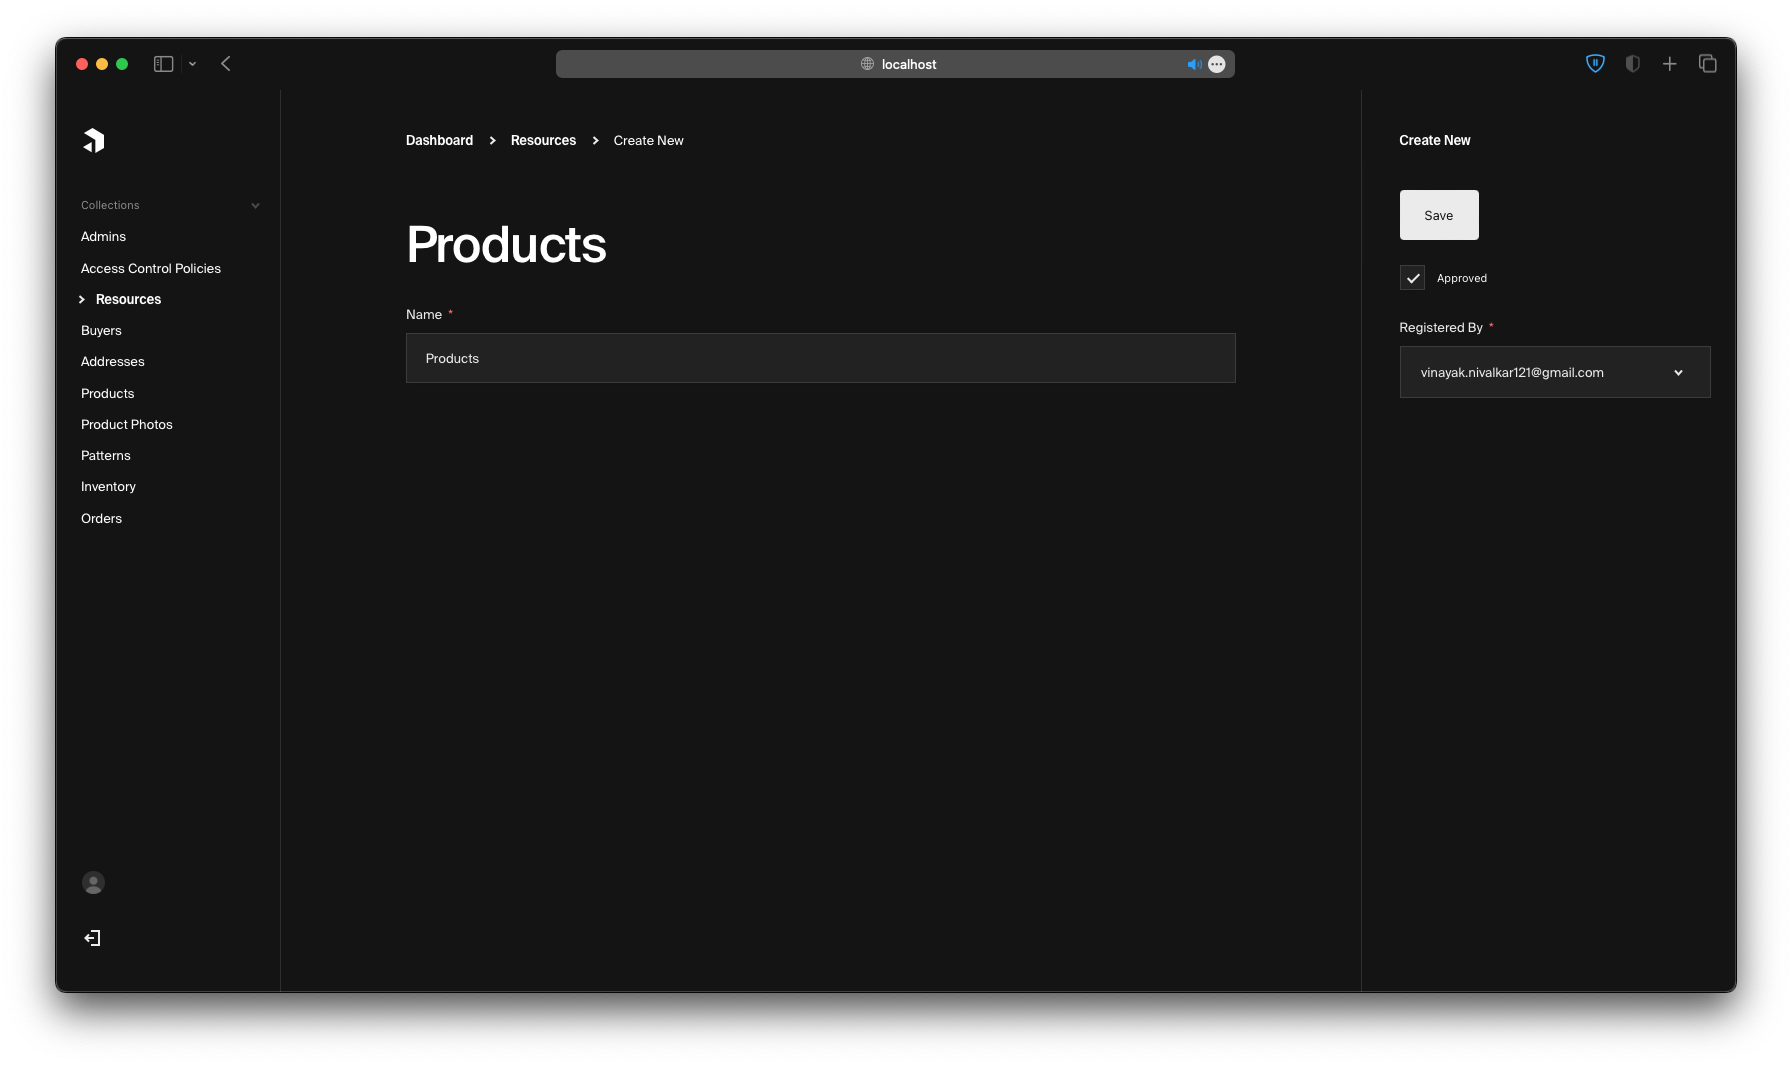 localhost
Collections
Admins
Access Control Policies
Resources
Buyers
Addresses
Products
Product Photos
Patterns
Inventory
Orders
Dashboard > Resources > Create New
Products
Name *
Products
Create New
Save
Approved
Registered By *
vinayak.nivalkar121@gmail.com